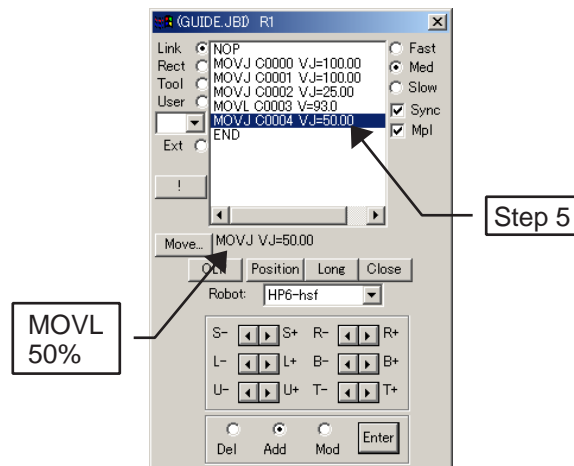 (GUIDE.JBI) R1
Link
Rect
Tool
User
Ext
!
NOP
MOVJ C0000 VJ=100.00
MOVJ C0001 VJ=100.00
MOVJ C0002 VJ=25.00
MOVL C0003 V=93.0
MOVJ C0004 VJ=50.00
END
Fast
Med
Slow
Sync
Mpl
Step 5
Move... MOVJ VJ=50.00
Position Long Close
Robot: HP6-hsf
MOVL
50%
S- S+ R- R+
L- L+ B- B+
U- U+ T- T+
Del Add Mod Enter